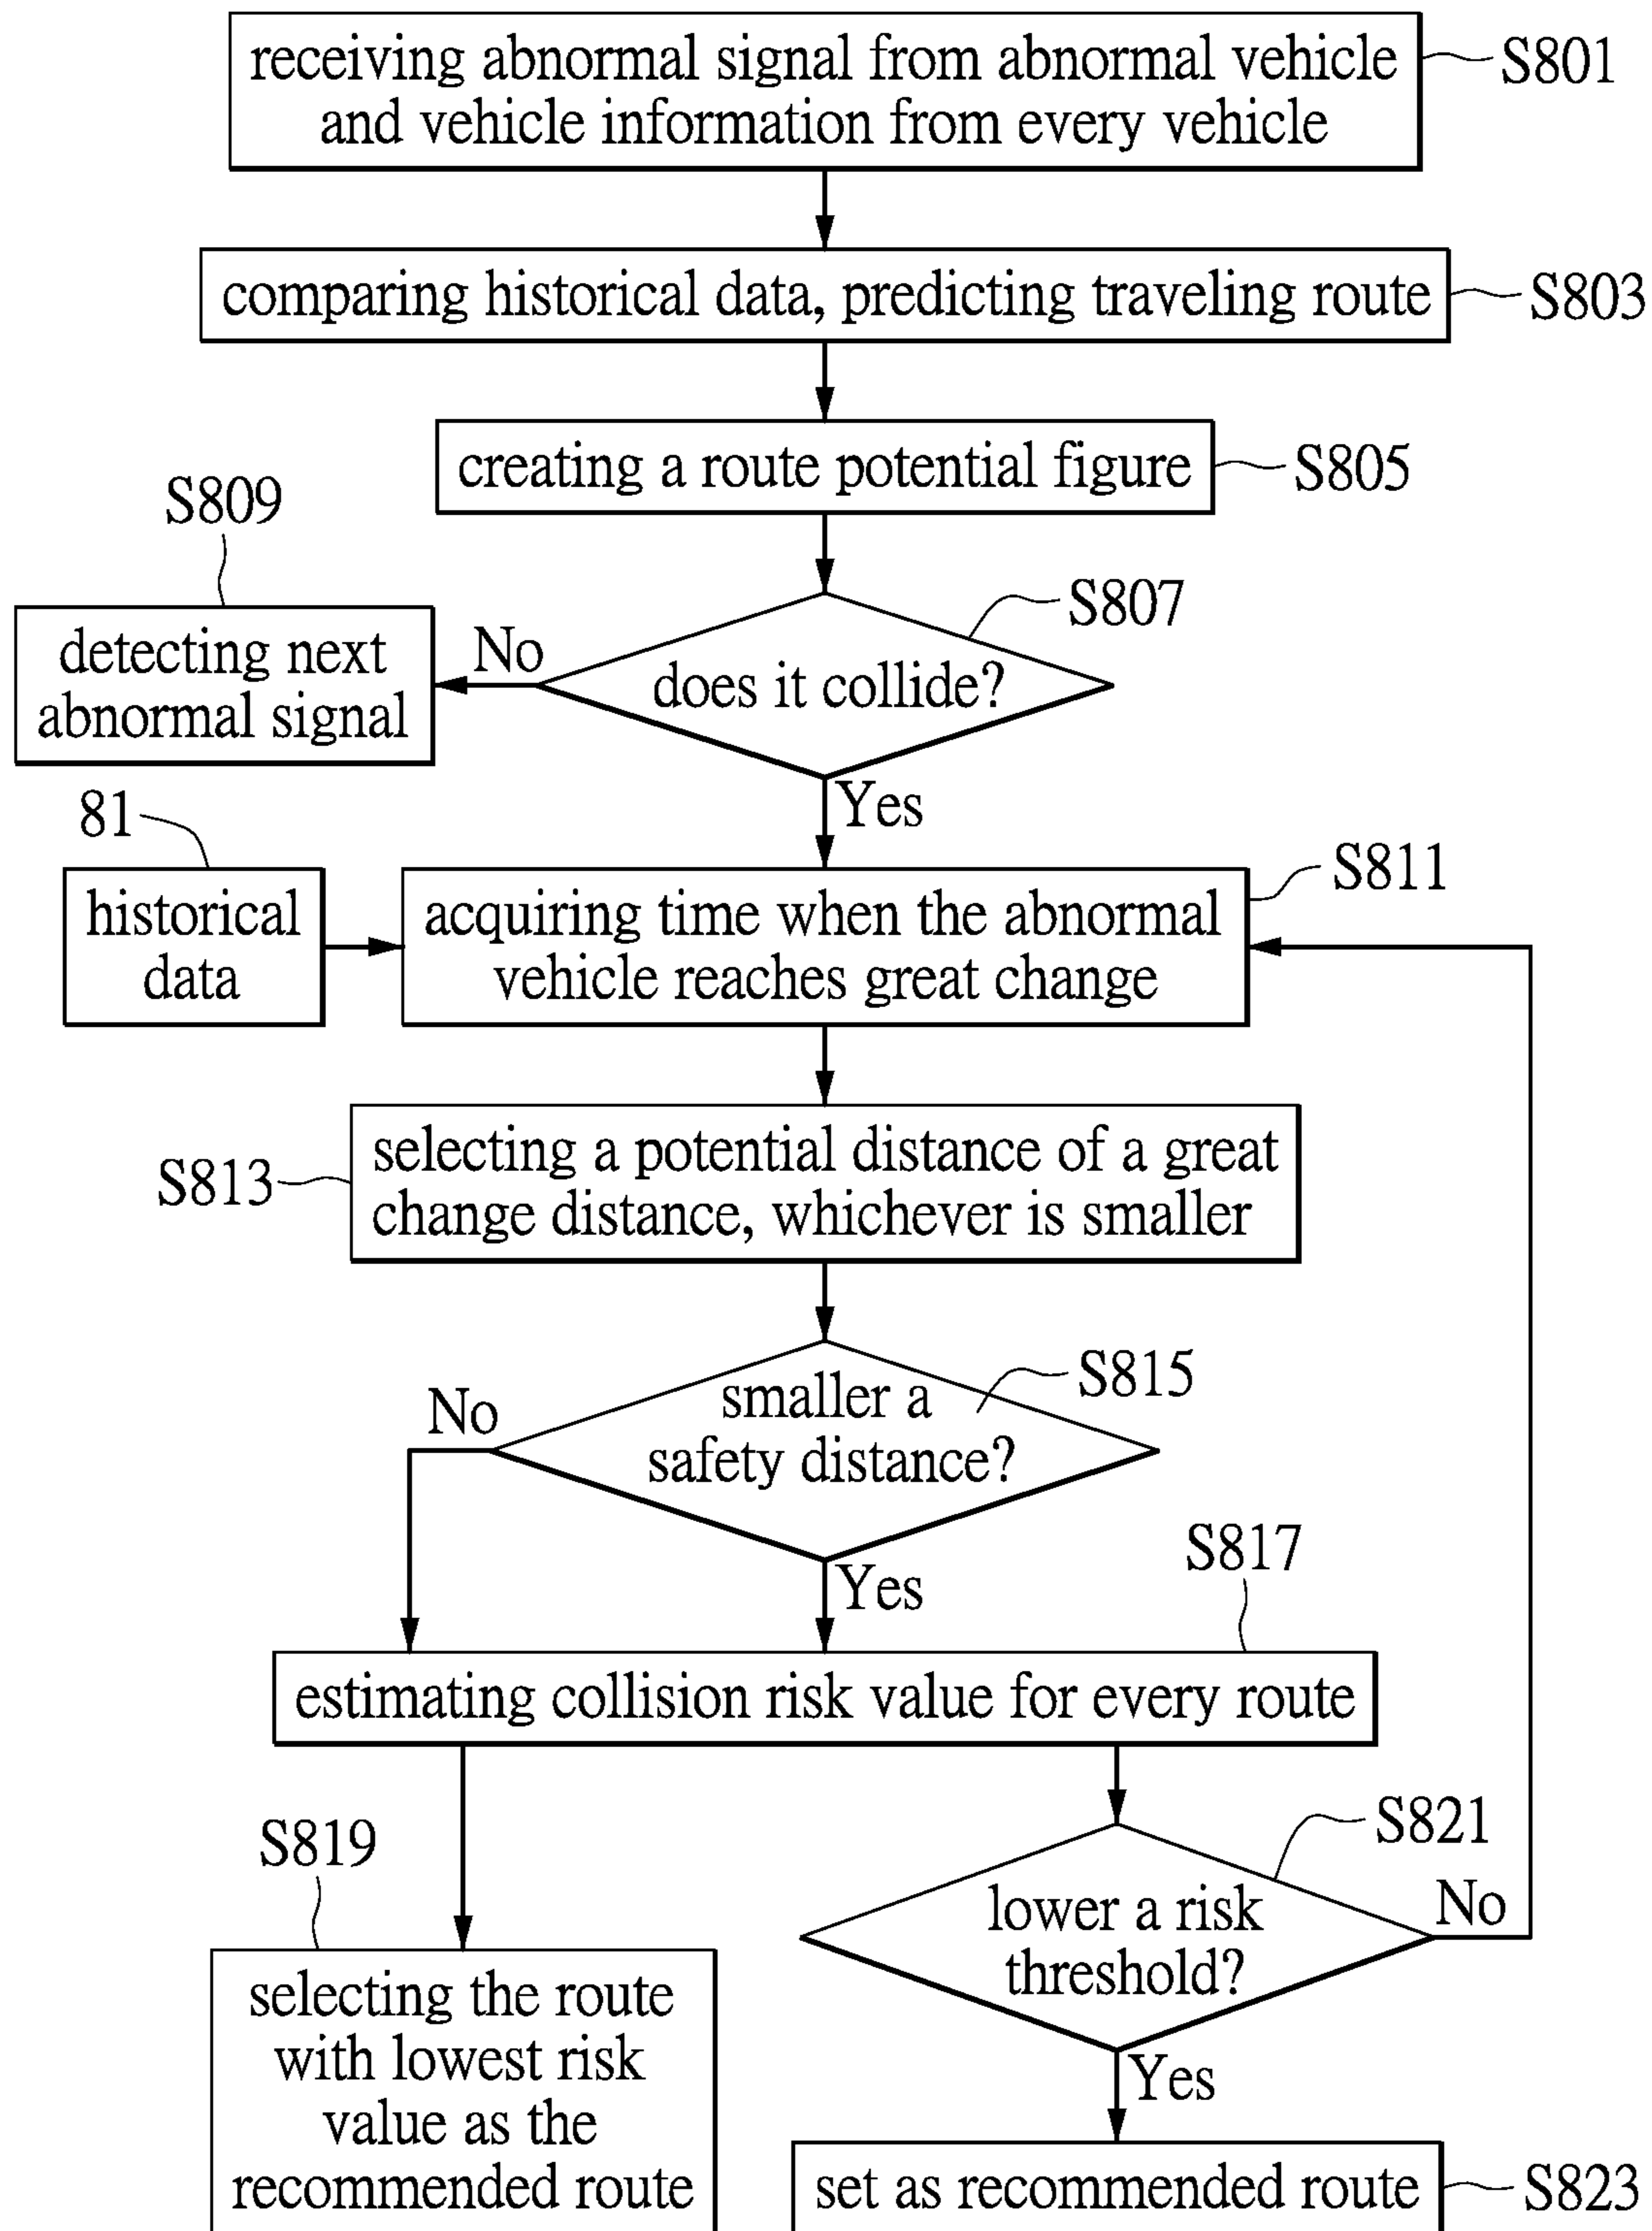 receiving abnormal signal from abnormal vehicle
and vehicle information from every vehicle
S801
comparing historical data, predicting traveling route
S803
creating a route potential figure
S805
S809
detecting next
abnormal signal
No
does it collide?
S807
Yes
81
historical
data
acquiring time when the abnormal
vehicle reaches great change
S811
S813
selecting a potential distance of a great
change distance, whichever is smaller
No
smaller a
safety distance?
S815
Yes
S817
estimating collision risk value for every route
S819
selecting the route
with lowest risk
value as the
recommended route
S821
lower a risk
threshold?
No
Yes
set as recommended route
S823